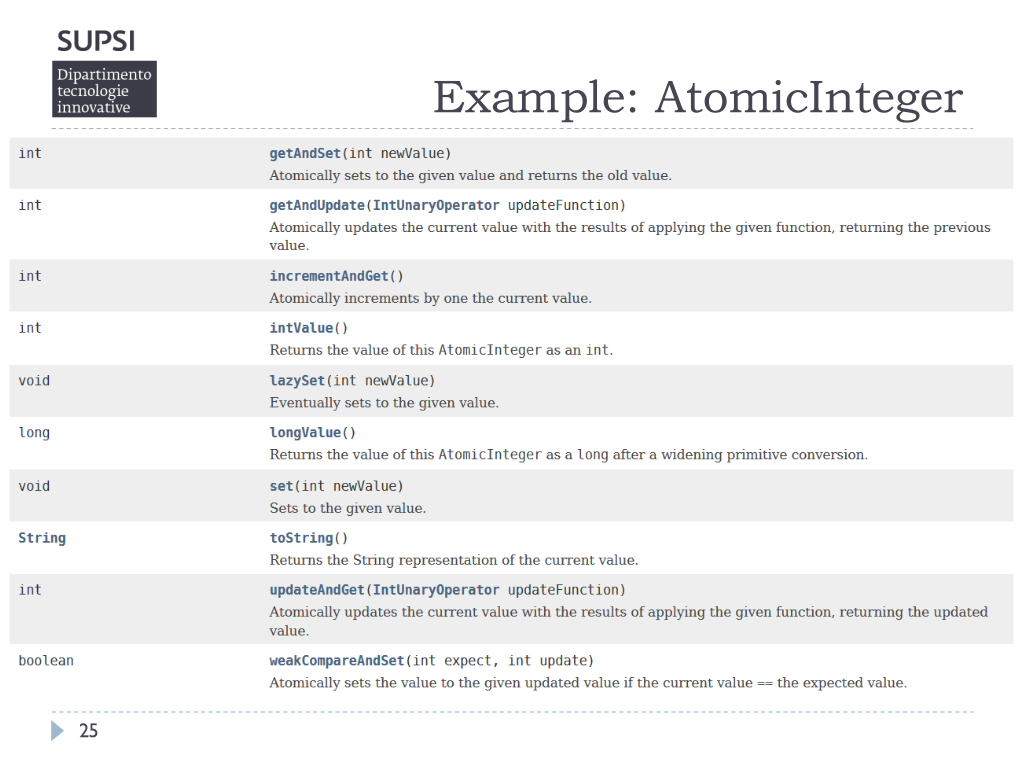 SUPSI
Dipartimento
tecnologie
innovative
Example: AtomicInteger
int getAndSet(int newValue)
Atomically sets to the given value and returns the old value.
int getAndUpdate(IntUnaryOperator updateFunction)
Atomically updates the current value with the results of applying the given function, returning the previous
value.
int incrementAndGet()
Atomically increments by one the current value.
int intValue()
Returns the value of this AtomicInteger as an int.
void lazySet(int newValue)
Eventually sets to the given value.
long longValue()
Returns the value of this AtomicInteger as a long after a widening primitive conversion.
void set(int newValue)
Sets to the given value.
String toString()
Returns the String representation of the current value.
int updateAndGet(IntUnaryOperator updateFunction)
Atomically updates the current value with the results of applying the given function, returning the updated
value.
boolean weakCompareAndSet(int expect, int update)
Atomically sets the value to the given updated value if the current value == the expected value.
25